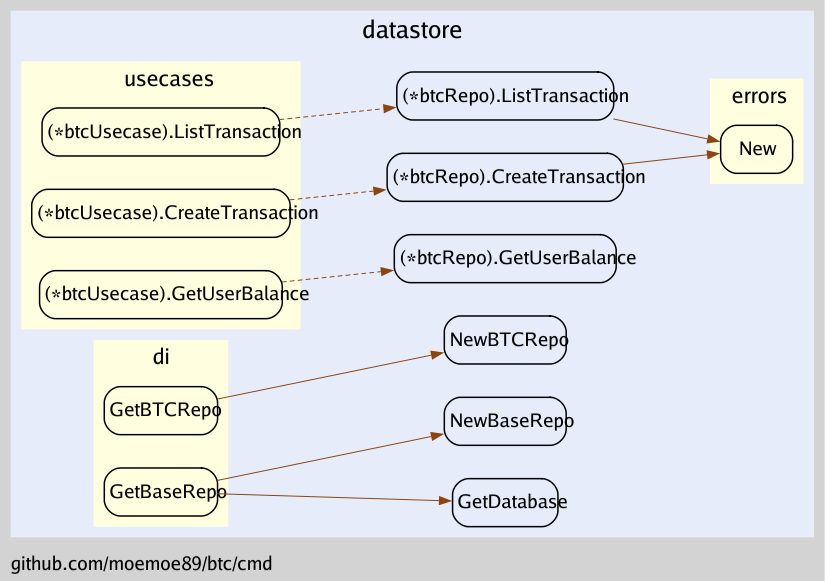 datastore
usecases
(*btcUsecase).ListTransaction
(*btcUsecase).CreateTransaction
(*btcUsecase).GetUserBalance
(*btcRepo).ListTransaction
(*btcRepo).CreateTransaction
(*btcRepo).GetUserBalance
errors
New
di
GetBTCRepo
GetBaseRepo
NewBTCRepo
NewBaseRepo
GetDatabase
github.com/moemoe89/btc/cmd